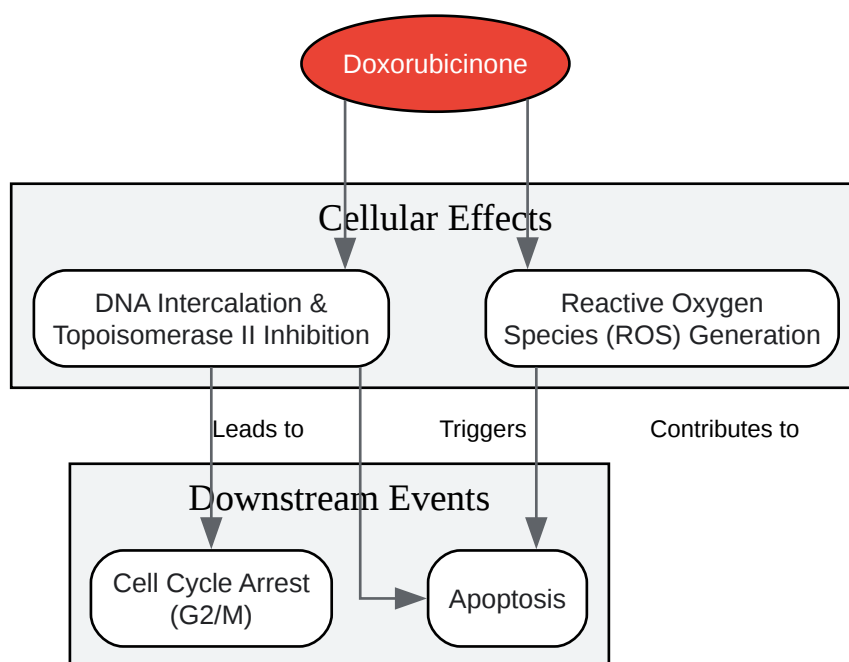 Doxorubicinone
Cellular Effects
DNA Intercalation &
Topoisomerase II Inhibition
Reactive Oxygen
Species (ROS) Generation
Leads to
Triggers
Contributes to
Downstream Events
Cell Cycle Arrest
(G2/M)
Apoptosis